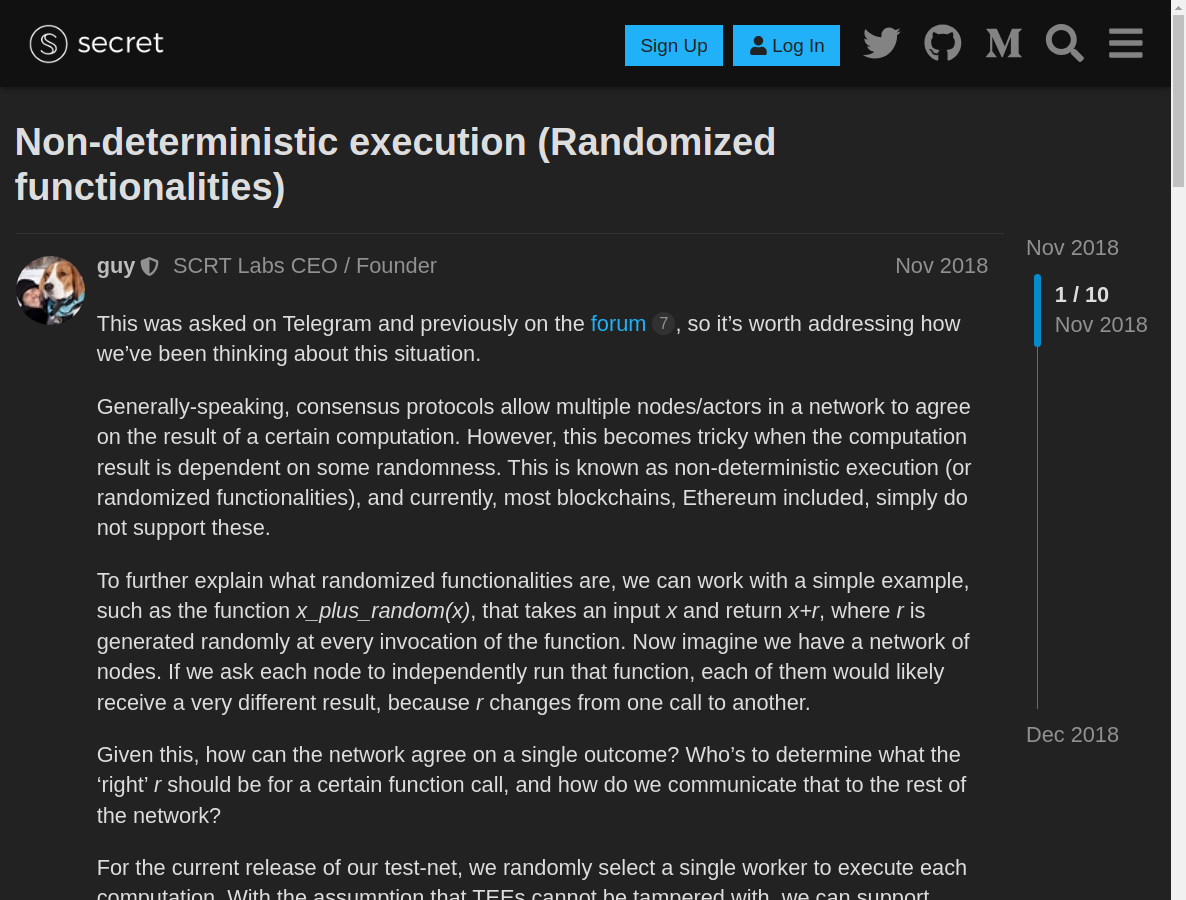 secret
Sign Up
Log In
Non-deterministic execution (Randomized
functionalities)
guy SCRT Labs CEO / Founder Nov 2018
This was asked on Telegram and previously on the forum 7, so it’s worth addressing how
we’ve been thinking about this situation.
Generally-speaking, consensus protocols allow multiple nodes/actors in a network to agree
on the result of a certain computation. However, this becomes tricky when the computation
result is dependent on some randomness. This is known as non-deterministic execution (or
randomized functionalities), and currently, most blockchains, Ethereum included, simply do
not support these.
To further explain what randomized functionalities are, we can work with a simple example,
such as the function x_plus_random(x), that takes an input x and return x+r, where r is
generated randomly at every invocation of the function. Now imagine we have a network of
nodes. If we ask each node to independently run that function, each of them would likely
receive a very different result, because r changes from one call to another.
Given this, how can the network agree on a single outcome? Who’s to determine what the
‘right’ r should be for a certain function call, and how do we communicate that to the rest of
the network?
For the current release of our test-net, we randomly select a single worker to execute each
computation. With the assumption that TEEs cannot be tampered with, we can support
Nov 2018
1 / 10
Nov 2018
Dec 2018